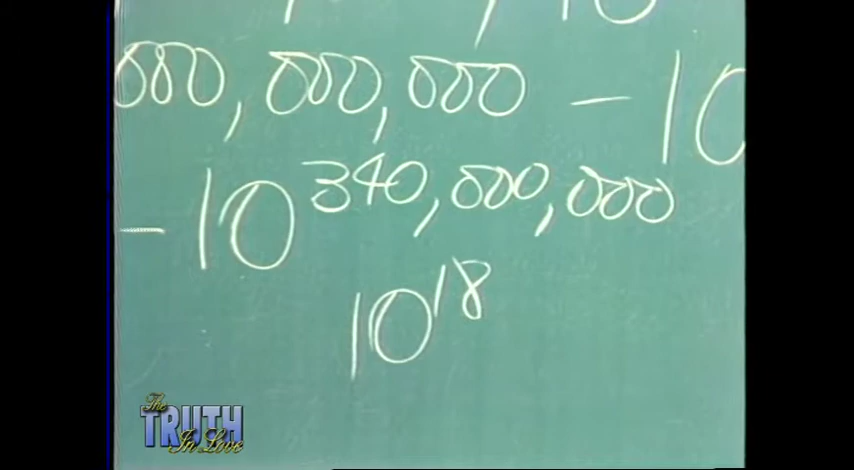 000,000,000 - 10
- 10^340,000,000
10^18
The
TRUTH
In Love